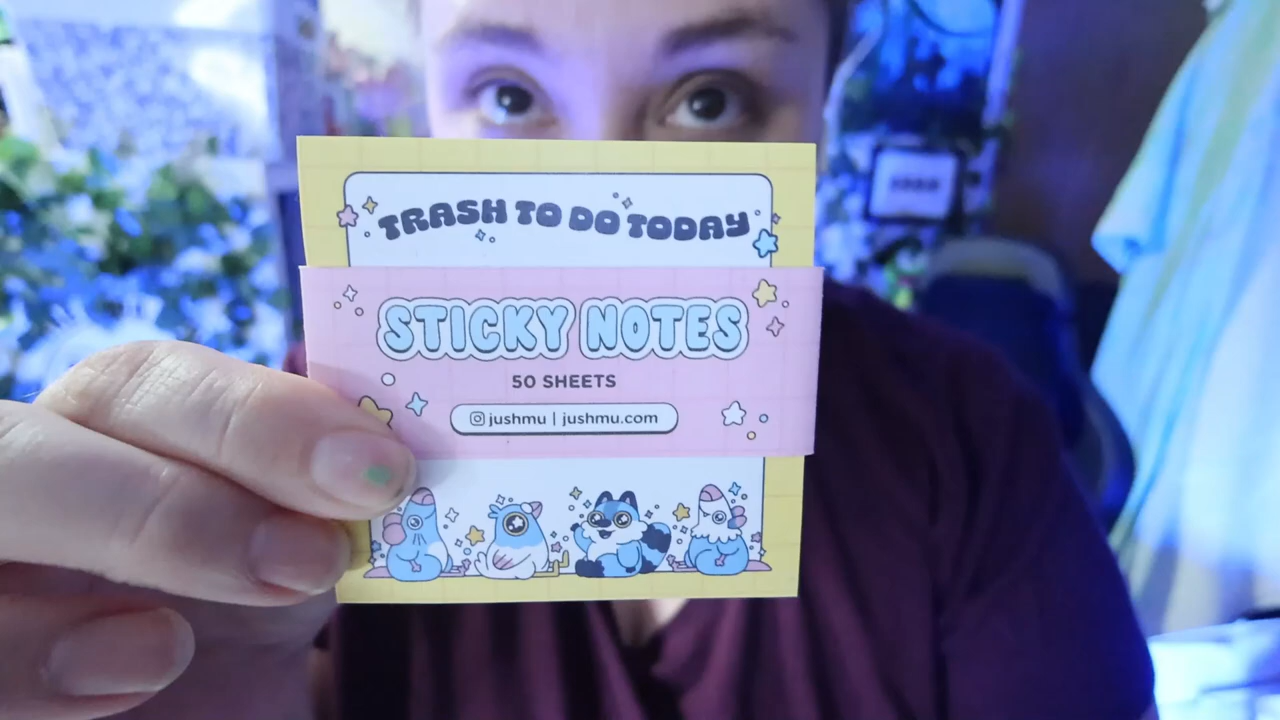 TRASH TO DO TODAY
STICKY NOTES
50 SHEETS
jushmu | jushmu.com